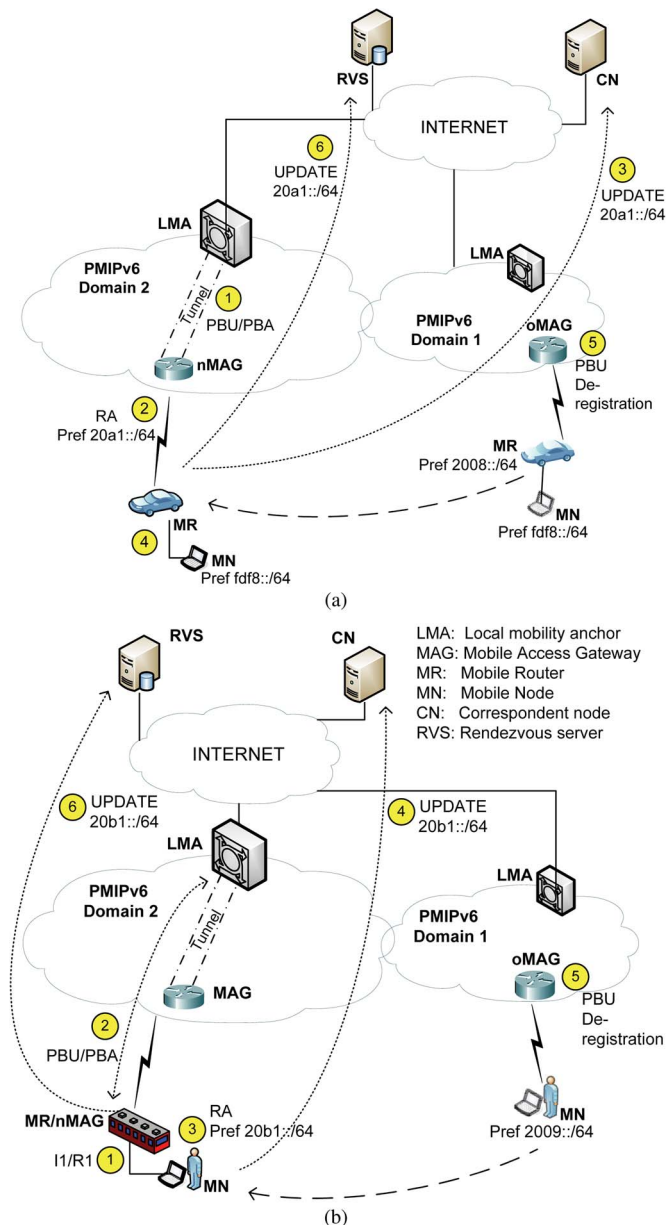 RVS
CN
INTERNET
6
UPDATE
20a1::/64
3
UPDATE
20a1::/64
LMA
LMA
PMIPv6
Domain 2
Tunnel
1
PBU/PBA
PMIPv6
Domain 1
oMAG
5
PBU
De-
registration
nMAG
RA
2
Pref 20a1::/64
MR
Pref 2008::/64
MR
4
MN
Pref fdf8::/64
MN
Pref fdf8::/64
(a)
RVS
CN
LMA: Local mobility anchor
MAG: Mobile Access Gateway
MR: Mobile Router
MN: Mobile Node
CN: Correspondent node
RVS: Rendezvous server
INTERNET
6
UPDATE
20b1::/64
4
UPDATE
20b1::/64
LMA
LMA
PMIPv6
Domain 2
Tunnel
PMIPv6
Domain 1
oMAG
5
PBU
De-
registration
MAG
2
PBU/PBA
MR/nMAG
3
RA
Pref 20b1::/64
MN
Pref 2009::/64
I1/R1
1
MN
(b)